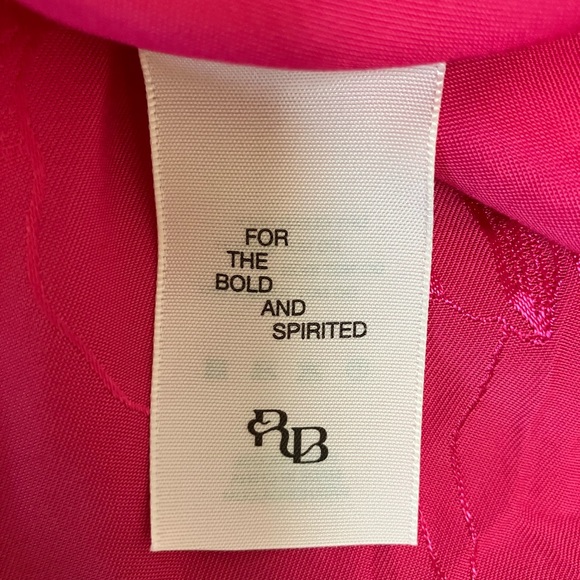 FOR
THE
BOLD
AND
SPIRITED
RB